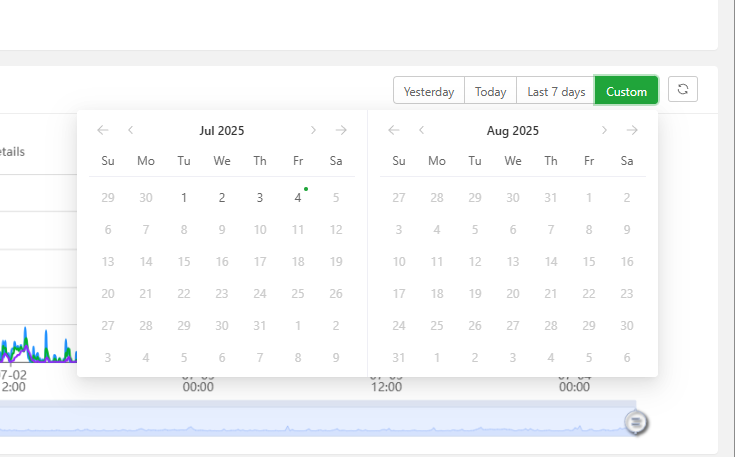 Yesterday Today Last 7 days Custom
Jul 2025 Aug 2025
etails
Su Mo Tu We Th Fr Sa Su Mo Tu We Th Fr Sa
29 30 1 2 3 4 5 27 28 29 30 31 1 2
6 7 8 9 10 11 12 3 4 5 6 7 8 9
13 14 15 16 17 18 19 10 11 12 13 14 15 16
20 21 22 23 24 25 26 17 18 19 20 21 22 23
27 28 29 30 31 1 2 24 25 26 27 28 29 30
3 4 5 6 7 8 9 31 1 2 3 4 5 6
7-02
2:00 00:00 12:00 00:00